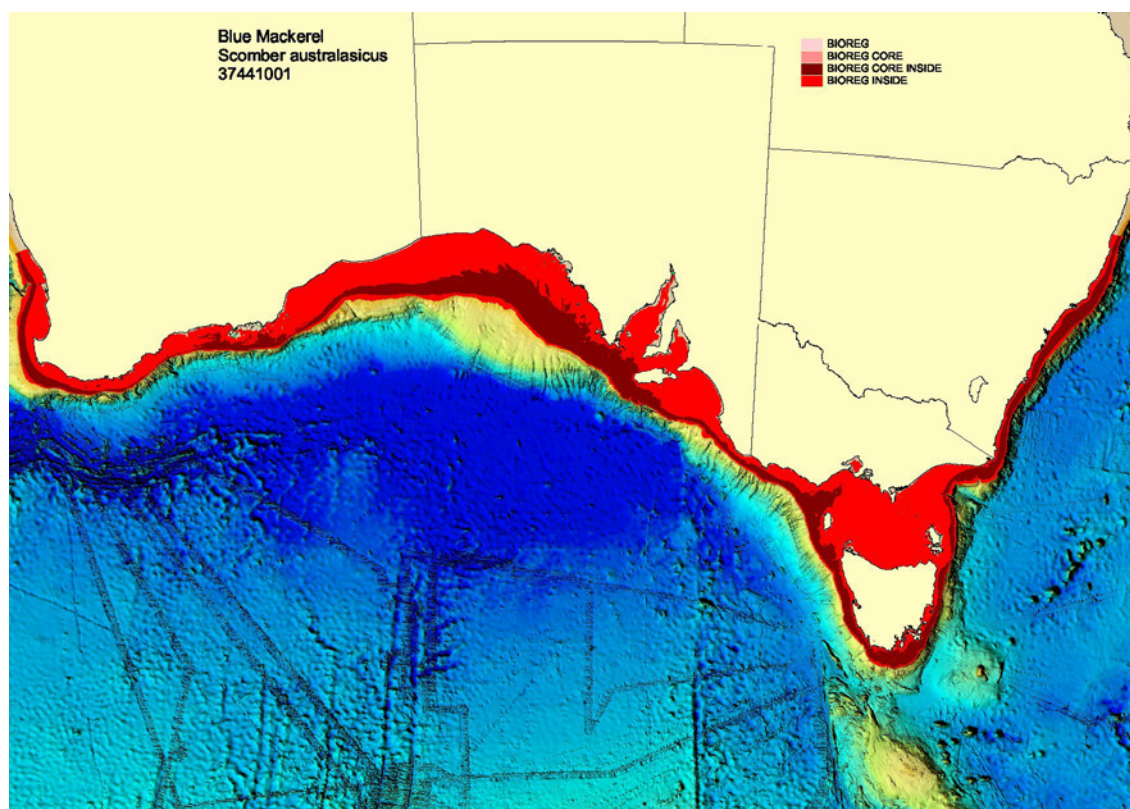 Blue Mackerel
Scomber australasicus
37441001
BIOREG
BIOREG CORE
BIOREG CORE INSIDE
BIOREG INSIDE